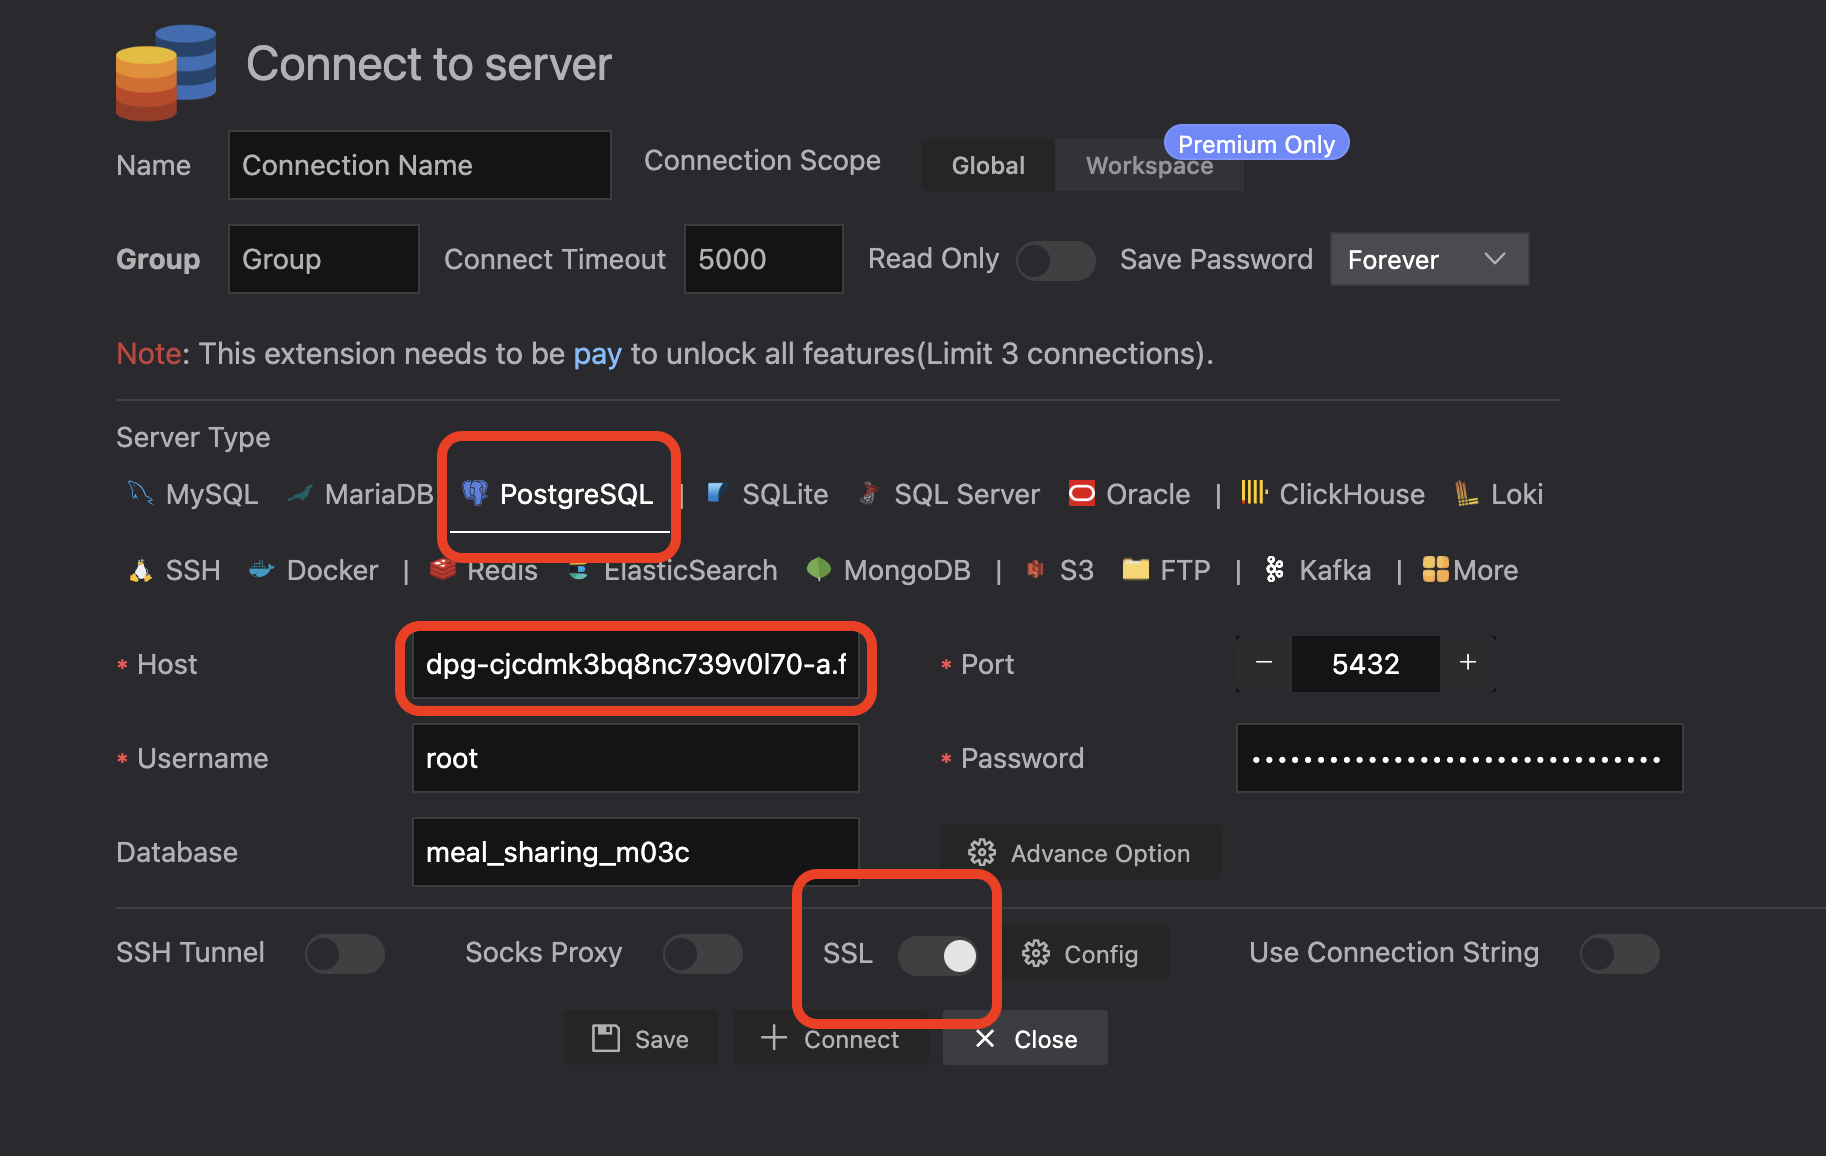 Connect to server
Name Connection Name Connection Scope Global Workspace Premium Only
Group Group Connect Timeout 5000 Read Only Save Password Forever
Note: This extension needs to be pay to unlock all features(Limit 3 connections).
Server Type
MySQL MariaDB PostgreSQL | SQLite SQL Server Oracle | ClickHouse Loki
SSH Docker | Redis ElasticSearch MongoDB | S3 FTP | Kafka | More
* Host dpg-cjcdmk3bq8nc739v0l70-a.f * Port − 5432 +
* Username root * Password ••••••••••••••••••••••••••••••••
Database meal_sharing_m03c Advance Option
SSH Tunnel Socks Proxy SSL Config Use Connection String
Save + Connect × Close